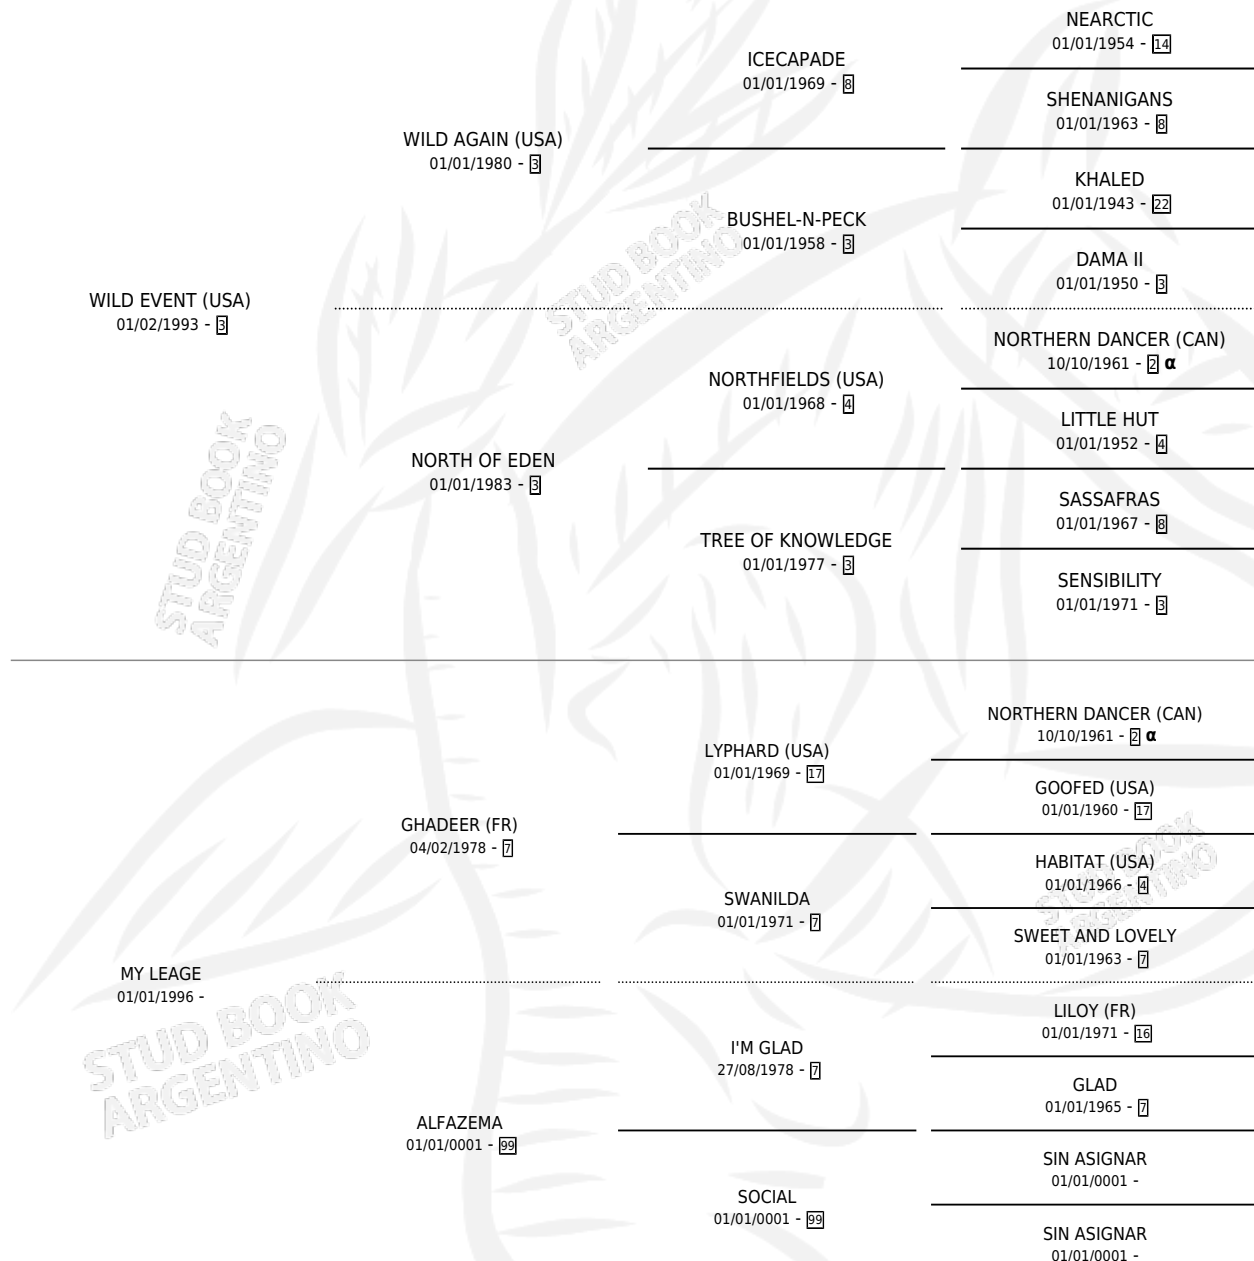 NEARCTIC
01/01/1954 - 14
ICECAPADE
01/01/1969 - 8
SHENANIGANS
01/01/1963 - 8
WILD AGAIN (USA)
01/01/1980 - 3
KHALED
01/01/1943 - 22
BUSHEL-N-PECK
01/01/1958 - 3
DAMA II
01/01/1950 - 3
WILD EVENT (USA)
01/02/1993 - 3
NORTHERN DANCER (CAN)
10/10/1961 - 2 α
NORTHFIELDS (USA)
01/01/1968 - 4
LITTLE HUT
01/01/1952 - 4
NORTH OF EDEN
01/01/1983 - 3
SASSAFRAS
01/01/1967 - 8
TREE OF KNOWLEDGE
01/01/1977 - 3
SENSIBILITY
01/01/1971 - 3
NORTHERN DANCER (CAN)
10/10/1961 - 2 α
LYPHARD (USA)
01/01/1969 - 17
GOOFED (USA)
01/01/1960 - 17
GHADEER (FR)
04/02/1978 - 7
HABITAT (USA)
01/01/1966 - 4
SWANILDA
01/01/1971 - 7
SWEET AND LOVELY
01/01/1963 - 7
MY LEAGE
01/01/1996 -
LILOY (FR)
01/01/1971 - 16
I'M GLAD
27/08/1978 - 7
GLAD
01/01/1965 - 7
ALFAZEMA
01/01/0001 - 99
SIN ASIGNAR
01/01/0001 -
SOCIAL
01/01/0001 - 99
SIN ASIGNAR
01/01/0001 -
STUD BOOK
ARGENTINO
STUD BOOK
ARGENTINO
STUD BOOK
ARGENTINO
STUD BOOK
ARGENTINO